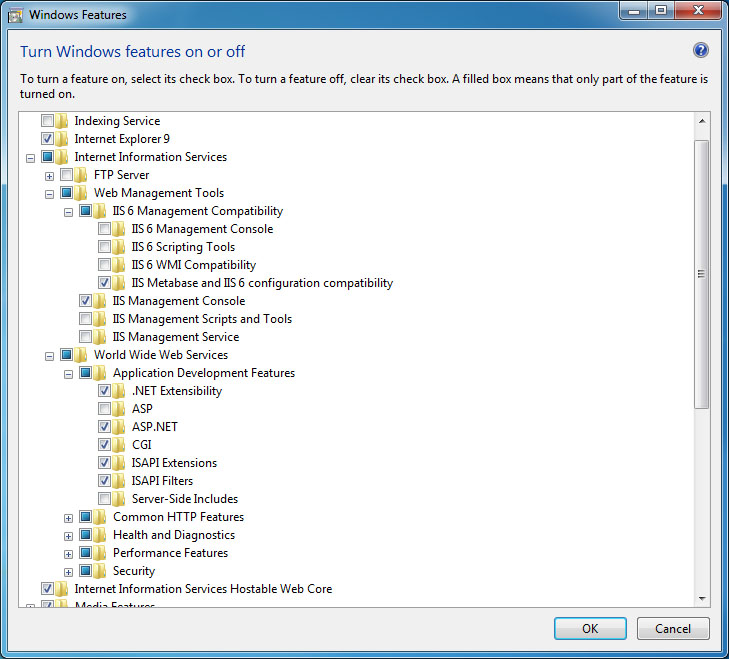 Windows Features
Turn Windows features on or off
To turn a feature on, select its check box. To turn a feature off, clear its check box. A filled box means that only part of the feature is
turned on.
Indexing Service
Internet Explorer 9
Internet Information Services
FTP Server
Web Management Tools
IIS 6 Management Compatibility
IIS 6 Management Console
IIS 6 Scripting Tools
IIS 6 WMI Compatibility
IIS Metabase and IIS 6 configuration compatibility
IIS Management Console
IIS Management Scripts and Tools
IIS Management Service
World Wide Web Services
Application Development Features
.NET Extensibility
ASP
ASP.NET
CGI
ISAPI Extensions
ISAPI Filters
Server-Side Includes
Common HTTP Features
Health and Diagnostics
Performance Features
Security
Internet Information Services Hostable Web Core
Media Features
OK Cancel